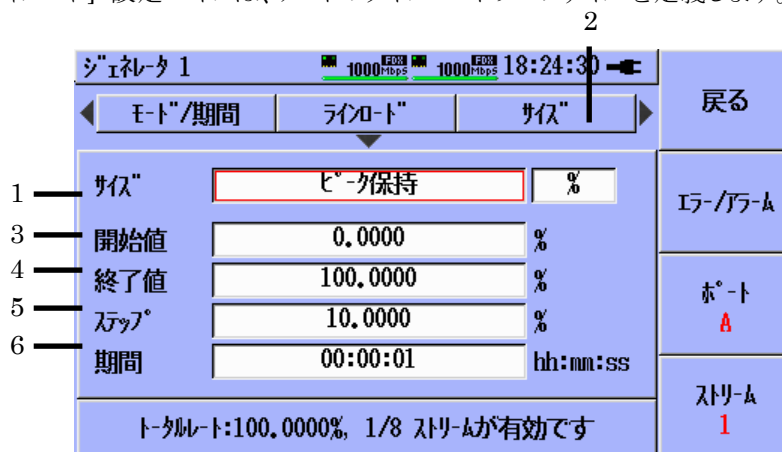 2
ジェネレータ 1 1000 FDX Mbps 1000 FDX Mbps 18:24:30
モード/期間 ラインロード サイズ 戻る
1 サイズ ピーク保持 %
エラー/アラーム
3 開始値 0.0000 %
4 終了値 100.0000 %
ポート
A
5 ステップ 10.0000 %
6 期間 00:00:01 hh:mm:ss
ストリーム
1
トータルレート:100.0000%, 1/8 ストリームが有効です